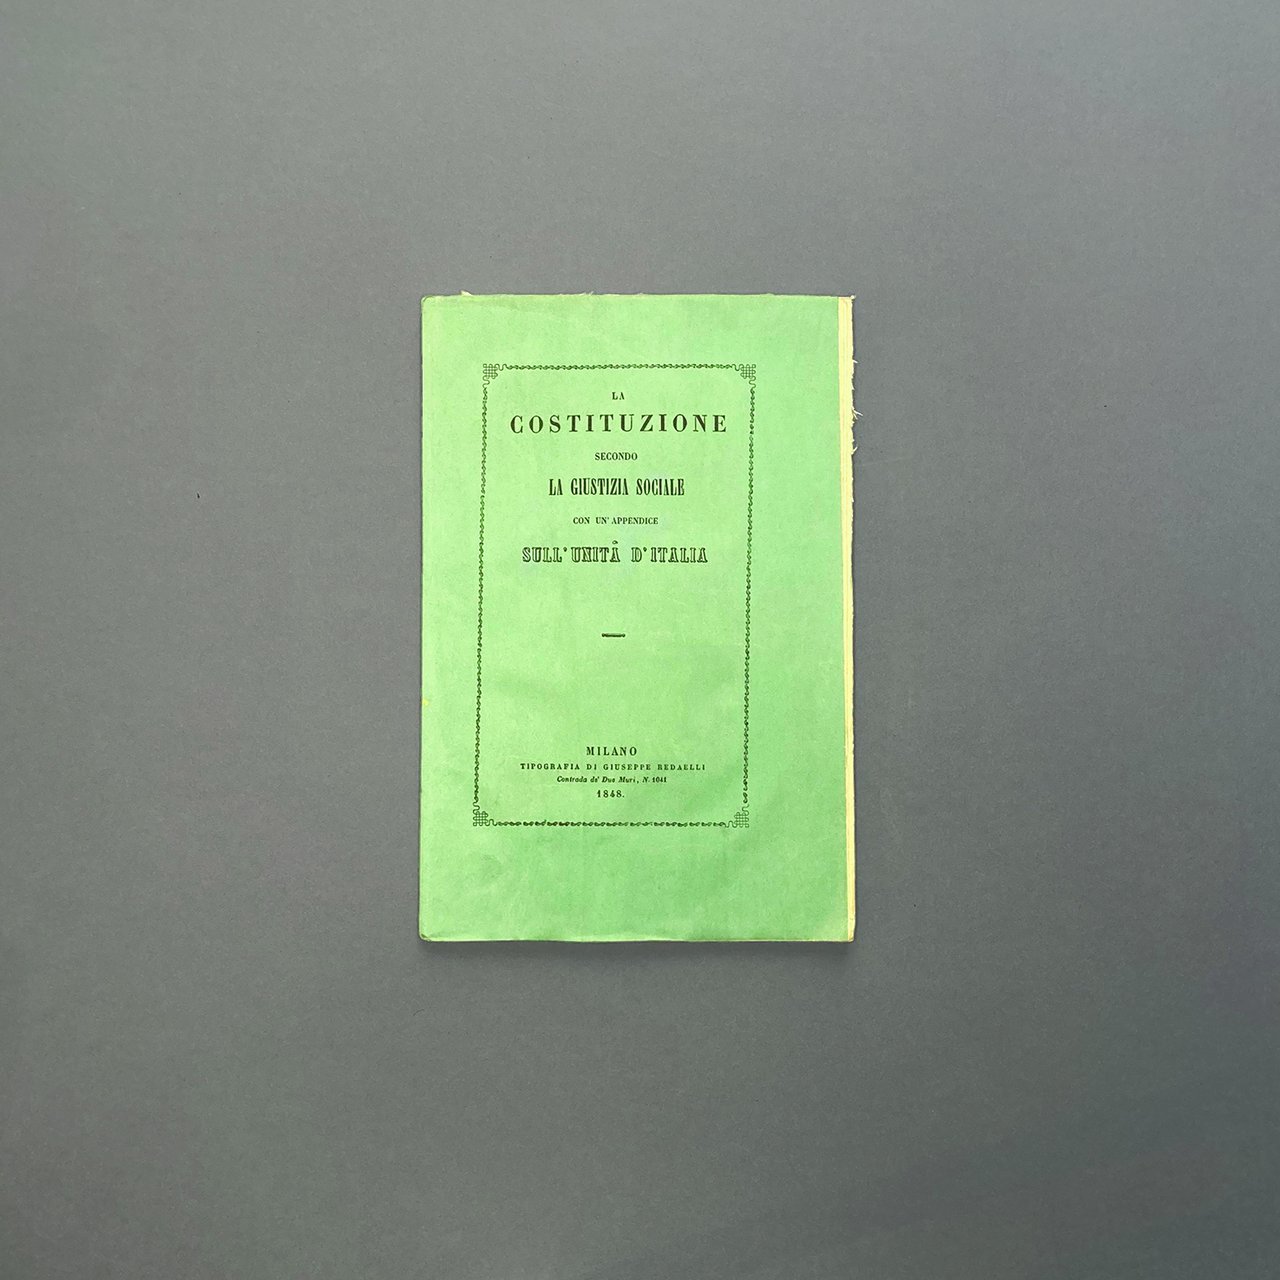 LA
COSTITUZIONE
SECONDO
LA GIUSTIZIA SOCIALE
CON UN' APPENDICE
SULL' UNITÀ D' ITALIA
MILANO
TIPOGRAFIA DI GIUSEPPE REDAELLI
Contrada de' Due Muri, N. 1041
1848.